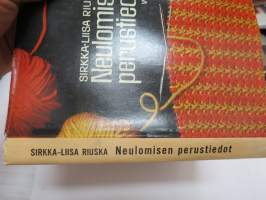 SIRKKA-LIISA RIU
Neulomis
perustied
SIRKKA-LIISA RIUSKA Neulomisen perustiedot